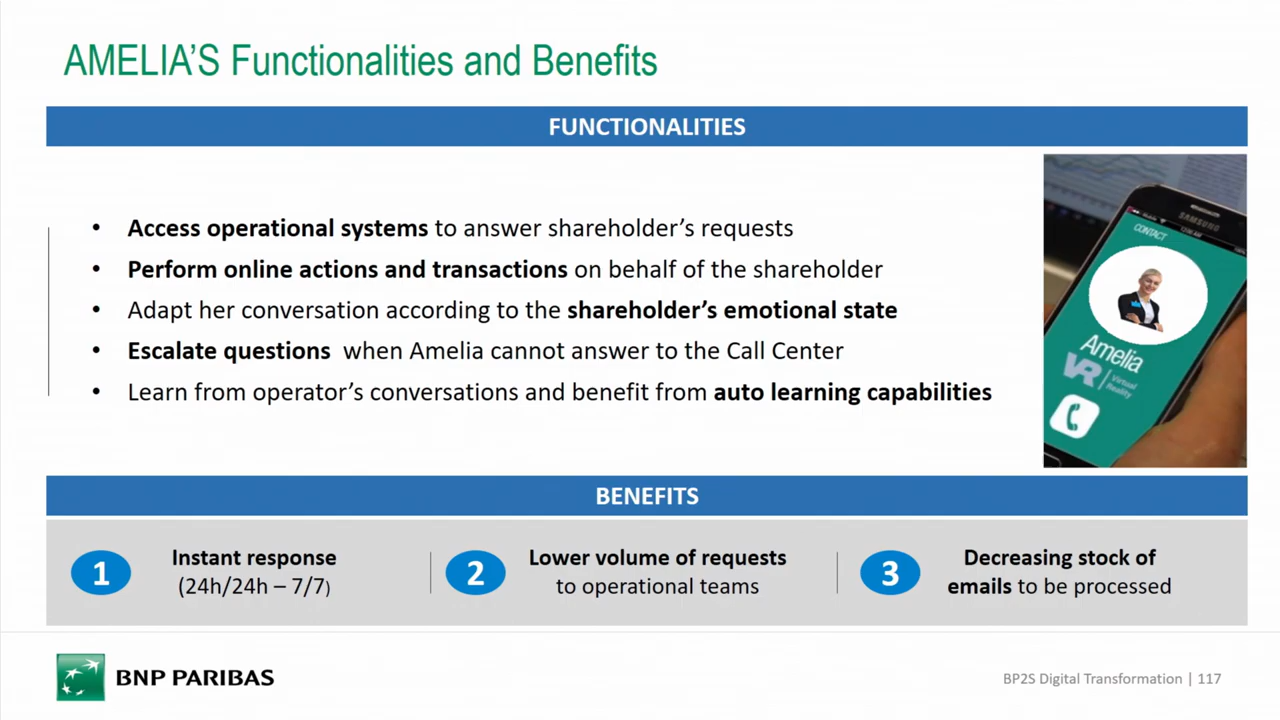 AMELIA'S Functionalities and Benefits
FUNCTIONALITIES
• Access operational systems to answer shareholder's requests
• Perform online actions and transactions on behalf of the shareholder
• Adapt her conversation according to the shareholder's emotional state
• Escalate questions when Amelia cannot answer to the Call Center
• Learn from operator's conversations and benefit from auto learning capabilities
SAMSUNG
CONTACT
Amelia
VR
Virtual
Reality
BENEFITS
1
Instant response
(24h/24h – 7/7)
2
Lower volume of requests
to operational teams
3
Decreasing stock of
emails to be processed
BNP PARIBAS
BP2S Digital Transformation | 117